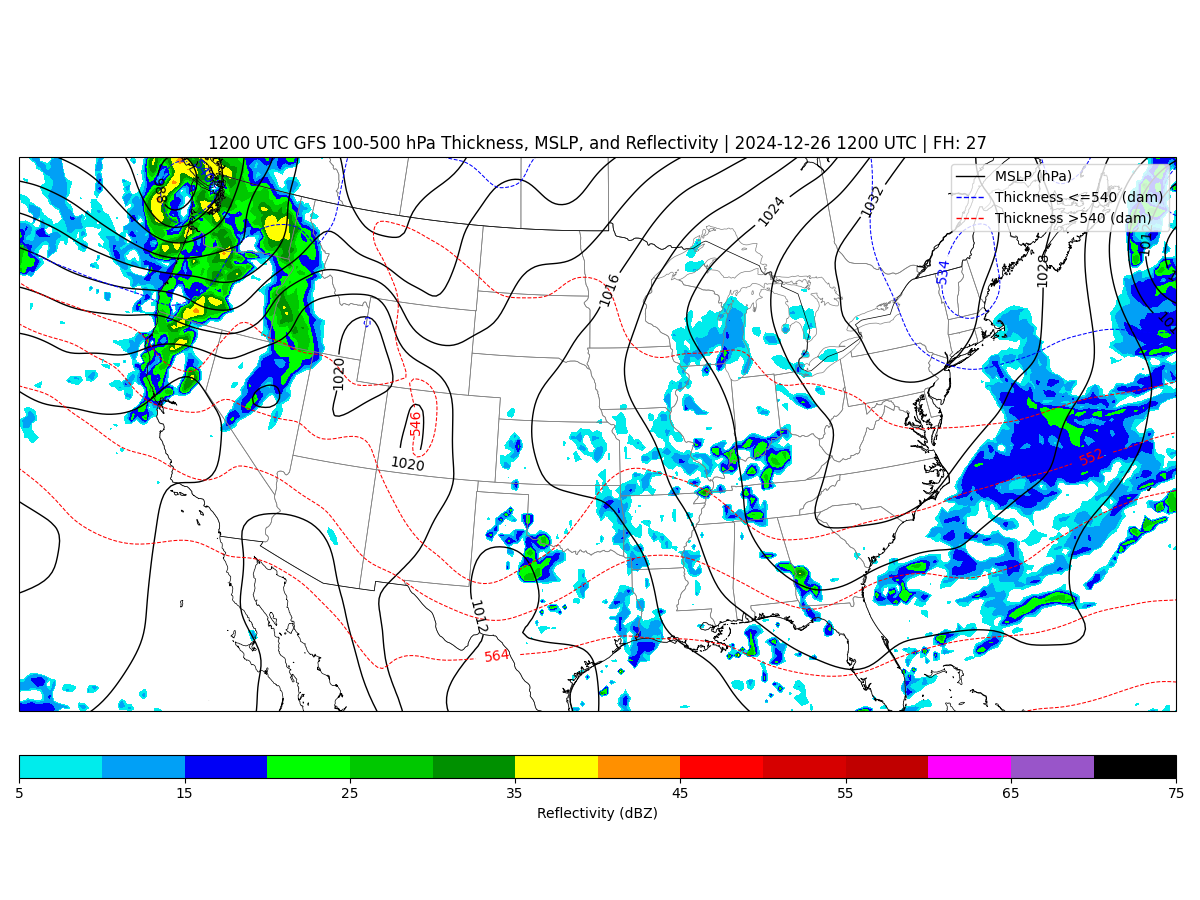 1200 UTC GFS 100-500 hPa Thickness, MSLP, and Reflectivity | 2024-12-26 1200 UTC | FH: 27
MSLP (hPa)
Thickness <=540 (dam)
Thickness >540 (dam)
988
1024
1032
1028
534
1016
1020
546
1020
552
1012
564
5 15 25 35 45 55 65 75
Reflectivity (dBZ)